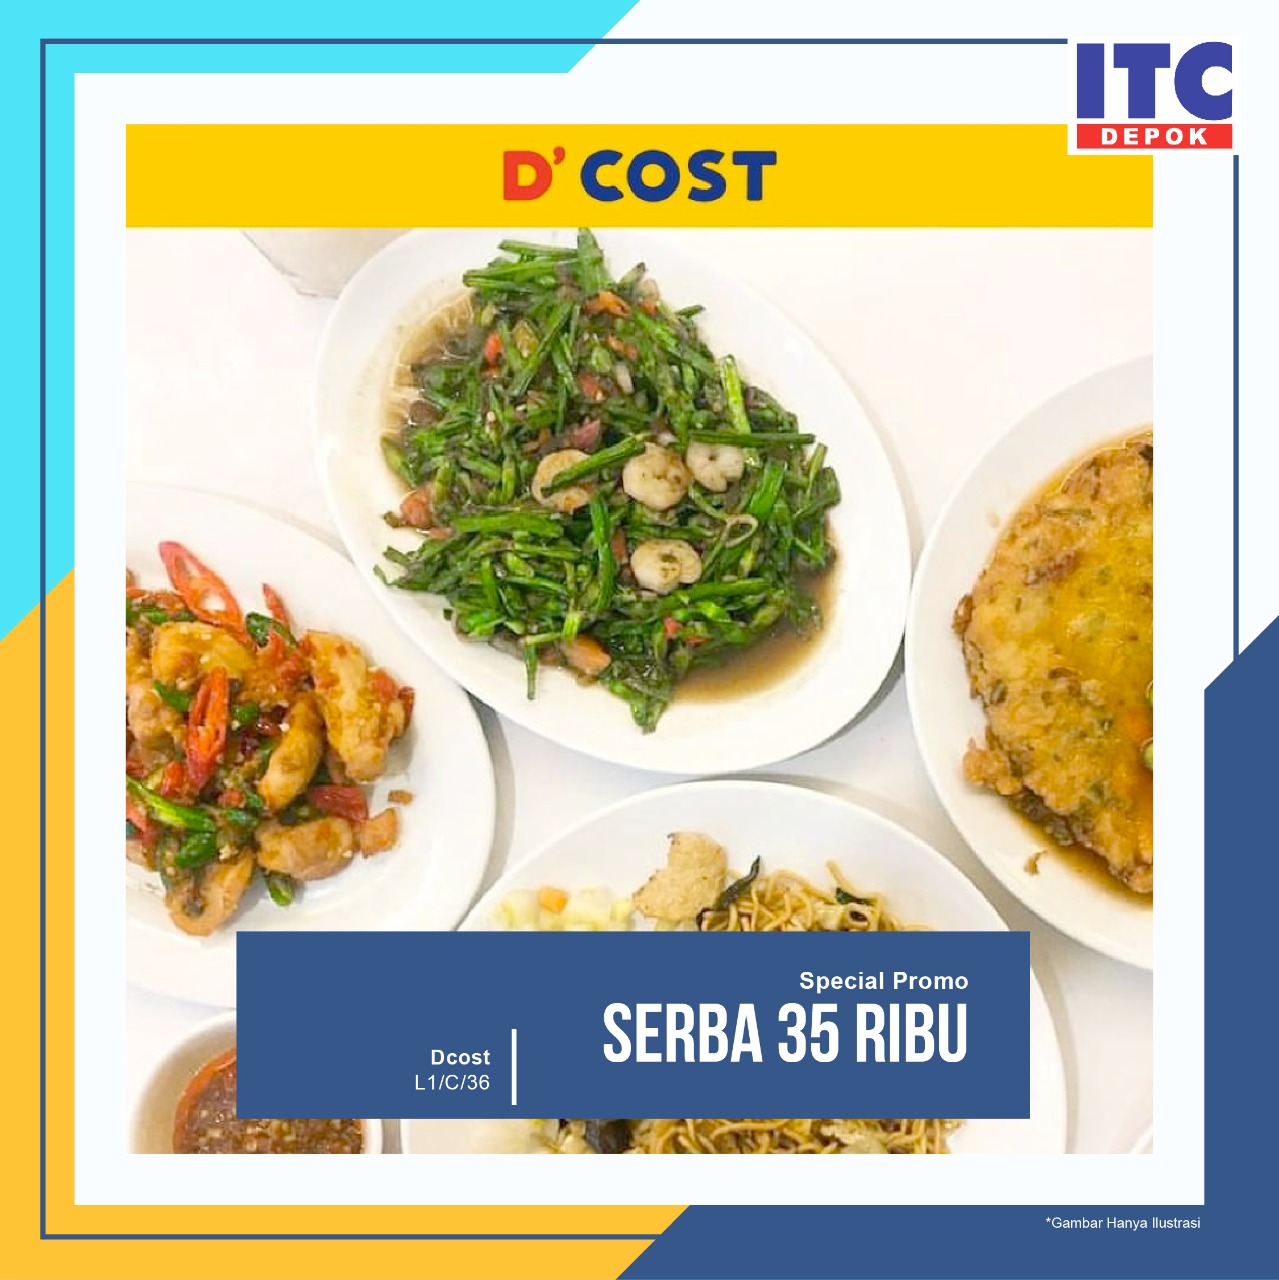 ITC
DEPOK
D' COST
Special Promo
SERBA 35 RIBU
Dcost
L1/C/36
*Gambar Hanya Ilustrasi